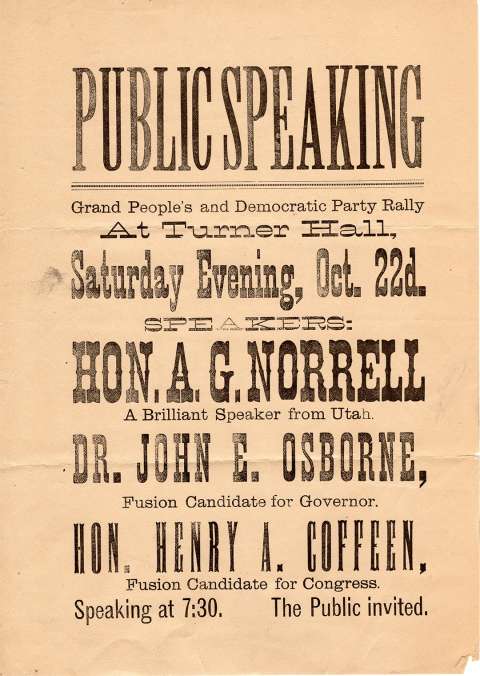 PUBLIC SPEAKING
Grand People's and Democratic Party Rally
At Turner Hall,
Saturday Evening, Oct. 22d.
SPEAKERS:
HON. A. G. NORRELL
A Brilliant Speaker from Utah.
DR. JOHN E. OSBORNE,
Fusion Candidate for Governor.
HON. HENRY A. COFFEEN,
Fusion Candidate for Congress.
Speaking at 7:30. The Public invited.